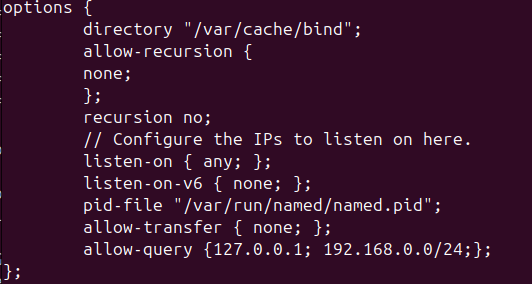 options {
        directory "/var/cache/bind";
        allow-recursion {
        none;
        };
        recursion no;
        // Configure the IPs to listen on here.
        listen-on { any; };
        listen-on-v6 { none; };
        pid-file "/var/run/named/named.pid";
        allow-transfer { none; };
        allow-query {127.0.0.1; 192.168.0.0/24;};
};